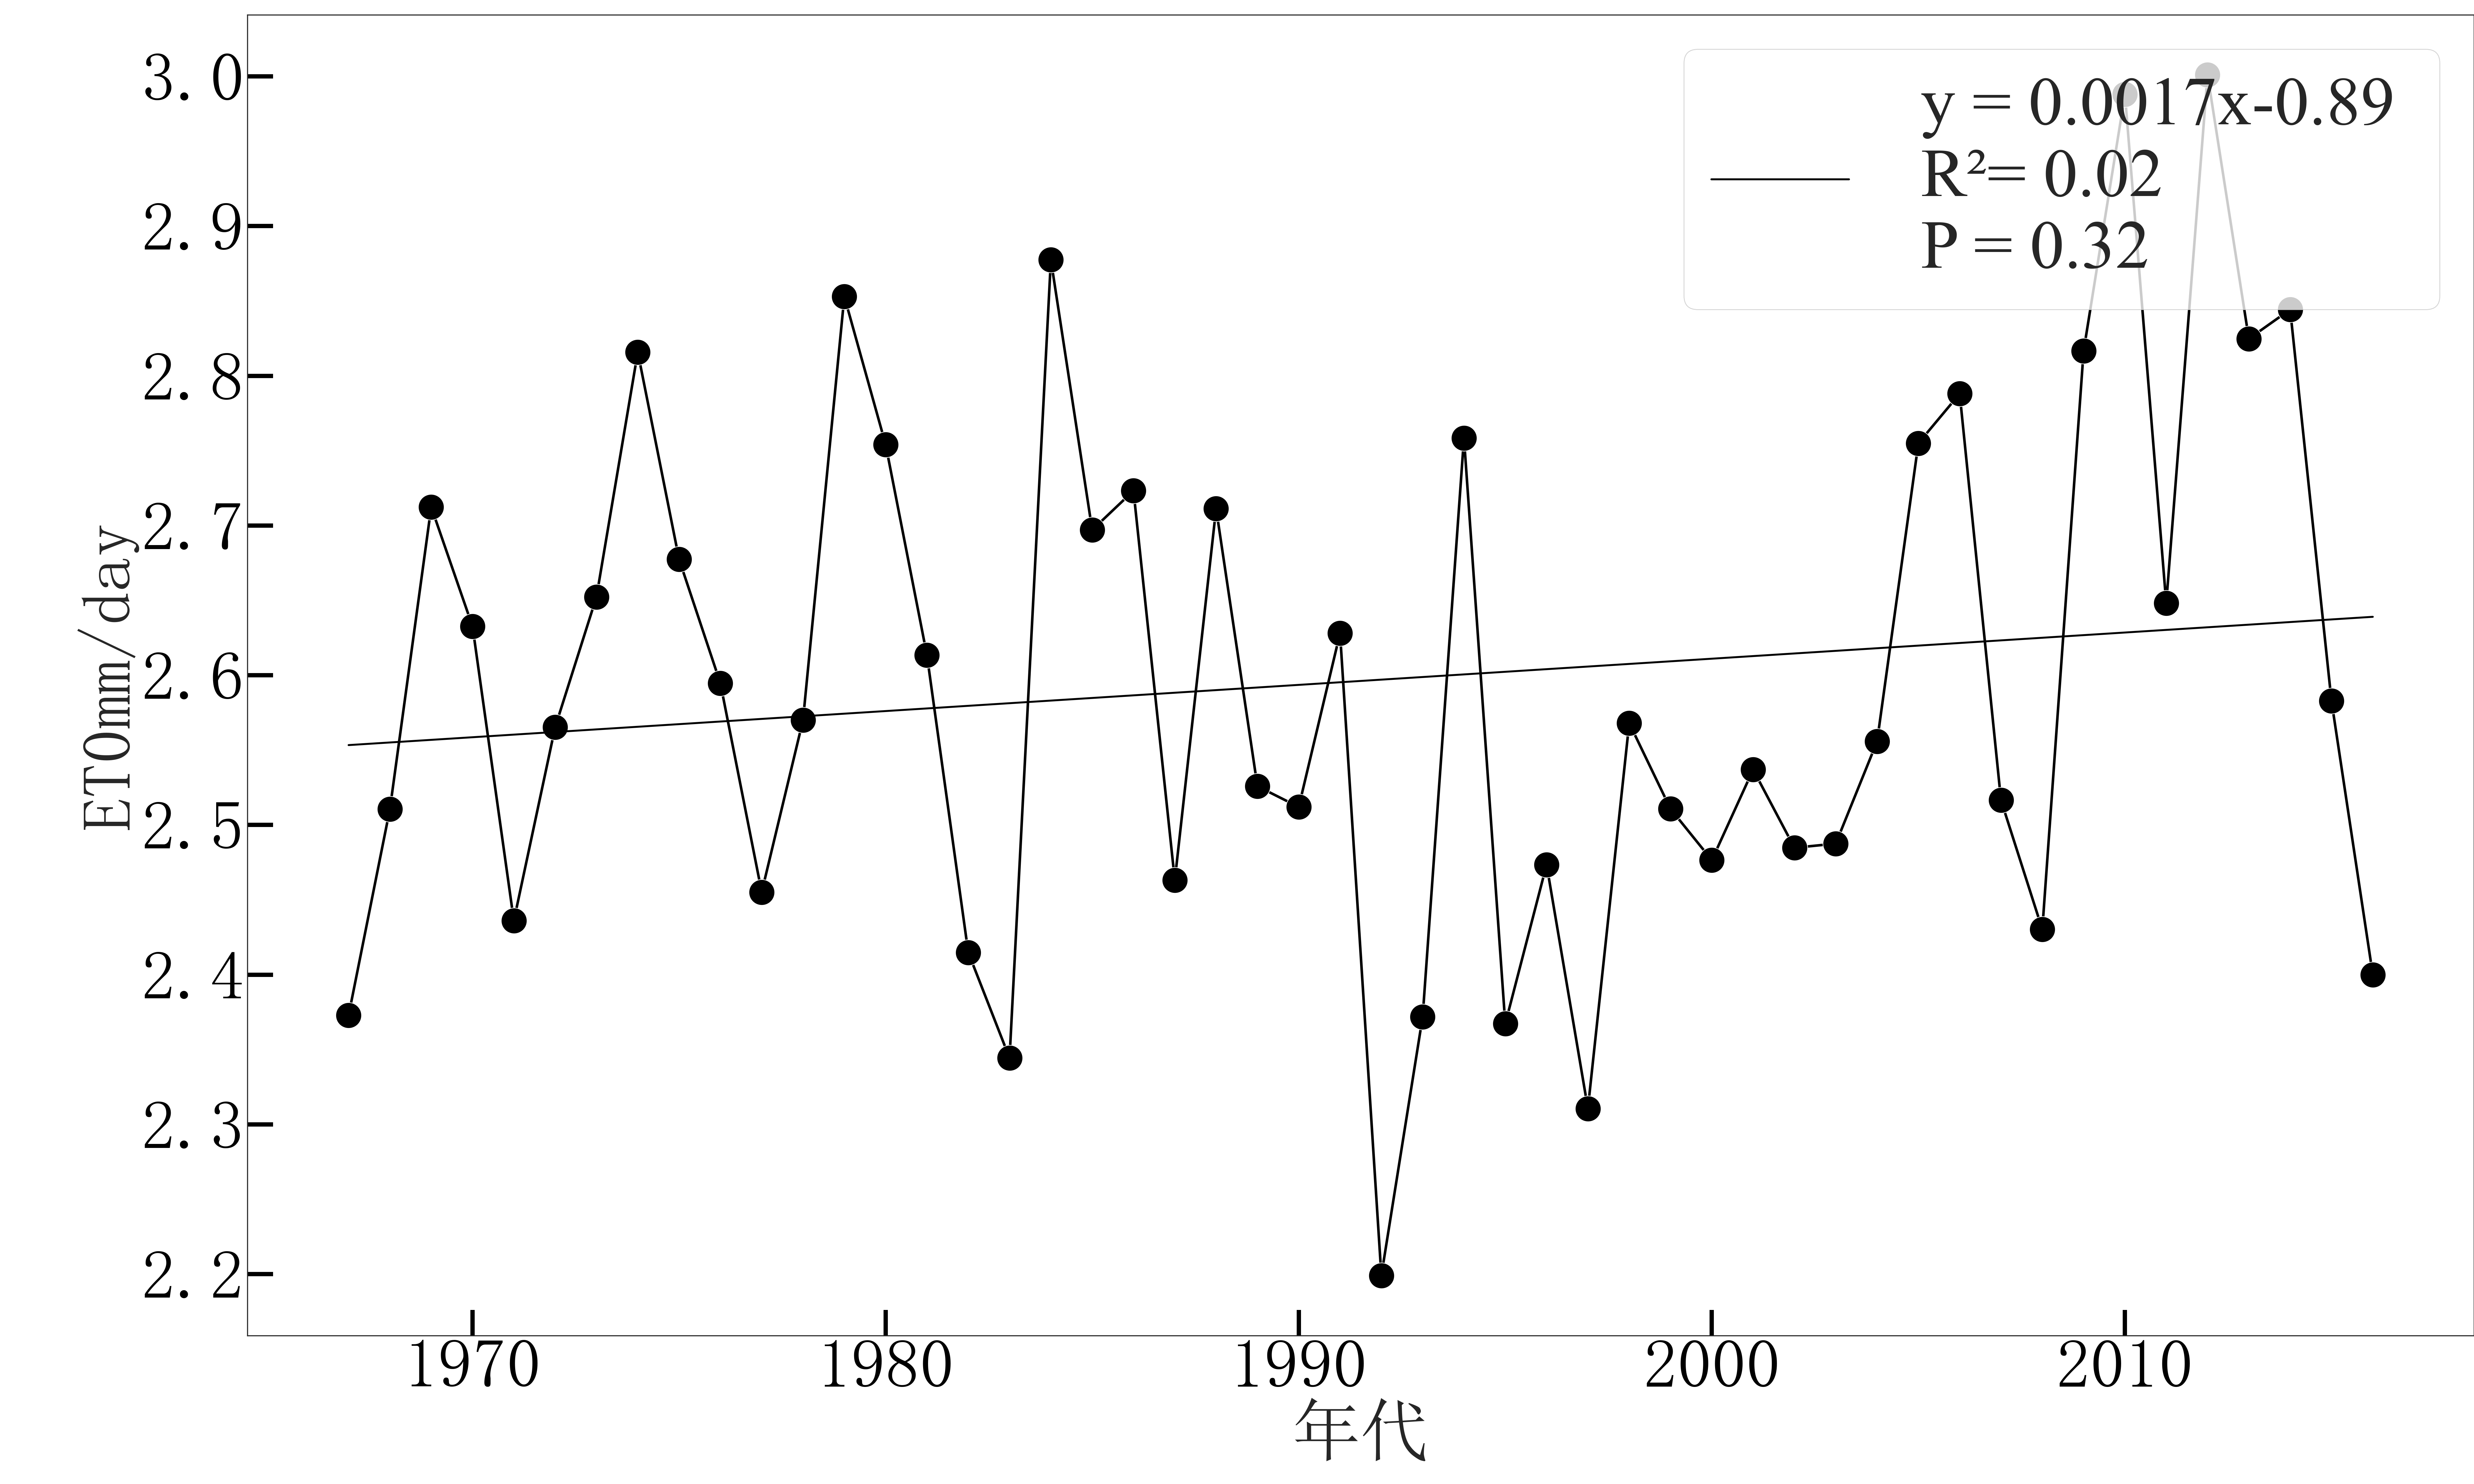 y = 0.0017x-0.89
R²= 0.02
P = 0.32
ET0mm/day
3.0
2.9
2.8
2.7
2.6
2.5
2.4
2.3
2.2
1970 1980 1990 2000 2010
年代